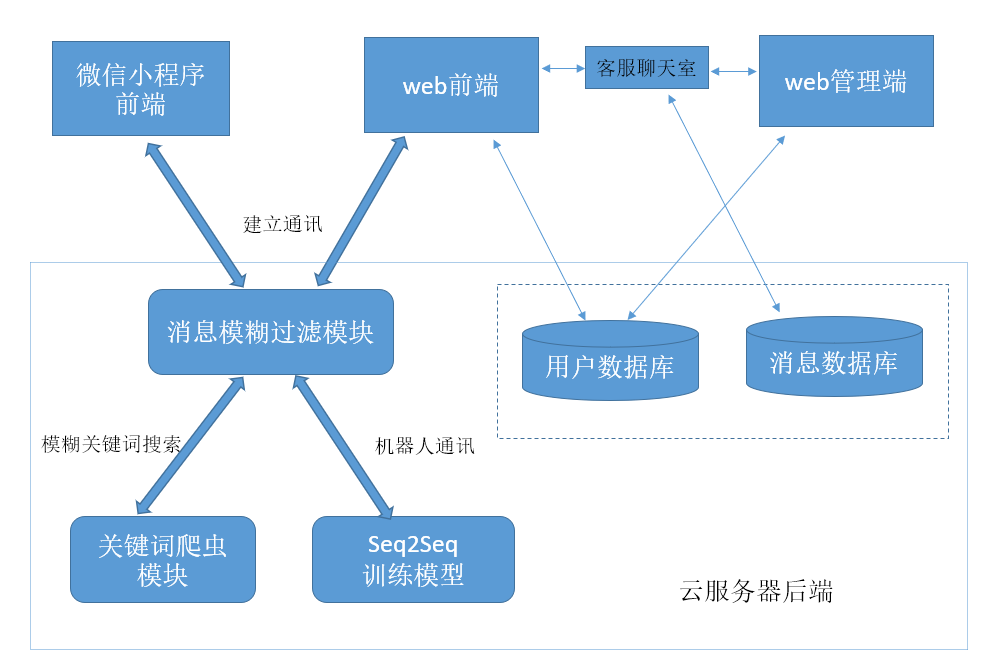 微信小程序
前端
web前端
客服聊天室
web管理端
建立通讯
消息模糊过滤模块
用户数据库
消息数据库
模糊关键词搜索
机器人通讯
关键词爬虫
模块
Seq2Seq
训练模型
云服务器后端